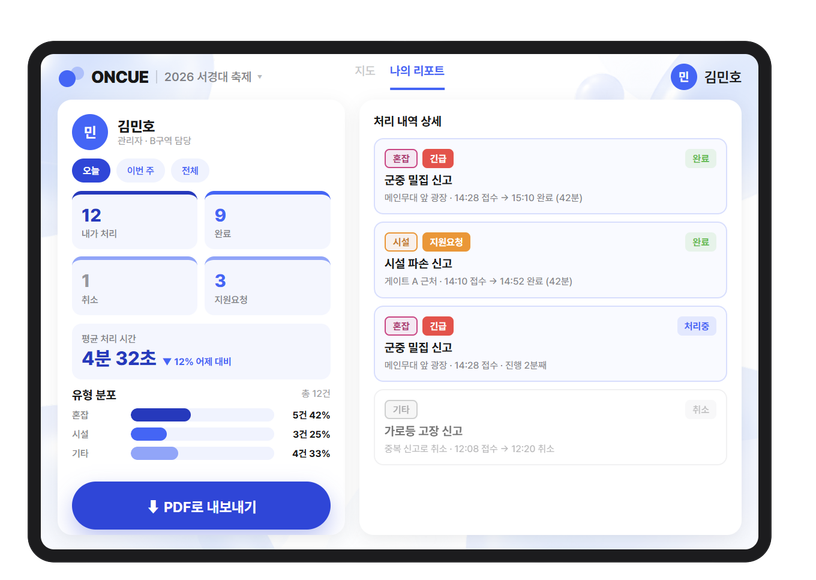 ONCUE
2026 서경대 축제
지도
나의 리포트
민
김민호
민
김민호
관리자 · B구역 담당
오늘
이번 주
전체
12
내가 처리
9
완료
1
취소
3
지원요청
평균 처리 시간
4분 32초 ▼ 12% 어제 대비
유형 분포
총 12건
혼잡
5건 42%
시설
3건 25%
기타
4건 33%
⬇ PDF로 내보내기
처리 내역 상세
혼잡
긴급
완료
군중 밀집 신고
메인무대 앞 광장 · 14:28 접수 → 15:10 완료 (42분)
시설
지원요청
완료
시설 파손 신고
게이트 A 근처 · 14:10 접수 → 14:52 완료 (42분)
혼잡
긴급
처리중
군중 밀집 신고
메인무대 앞 광장 · 14:28 접수 · 진행 2분째
기타
취소
가로등 고장 신고
중복 신고로 취소 · 12:08 접수 → 12:20 취소